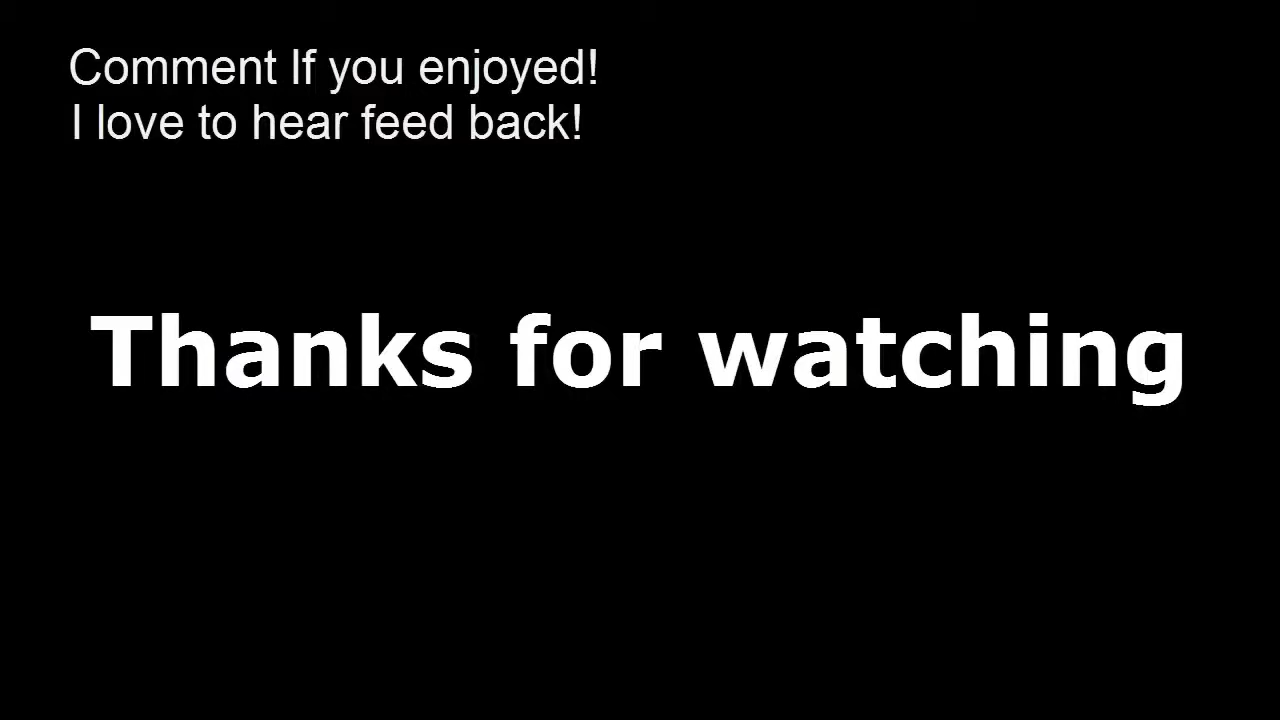 Comment If you enjoyed!
I love to hear feed back!
Thanks for watching